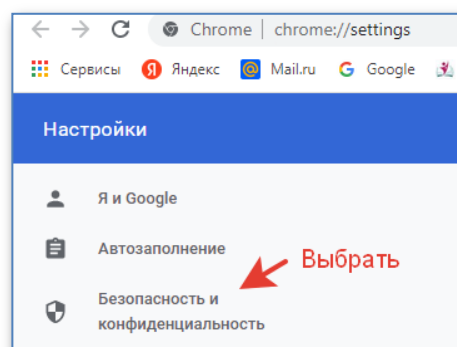 Chrome | chrome://settings
Сервисы Яндекс @ Mail.ru G Google
Настройки
Я и Google
Автозаполнение
Выбрать
Безопасность и
конфиденциальность